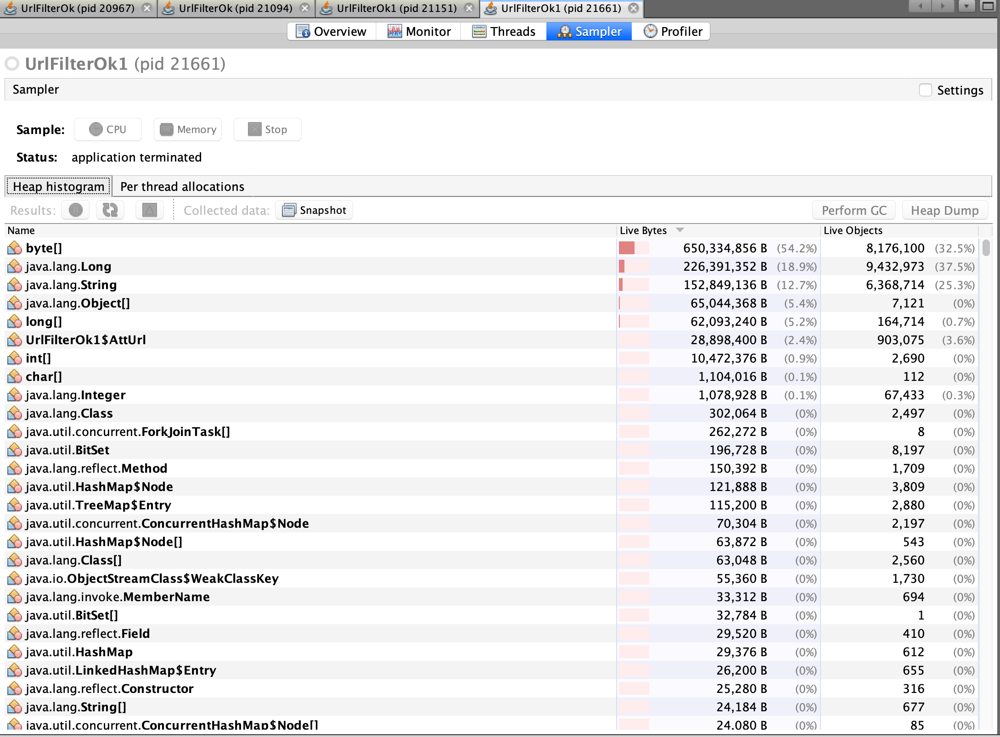 UrlFilterOk (pid 20967) UrlFilterOk (pid 21094) UrlFilterOk1 (pid 21151) UrlFilterOk1 (pid 21661)
Overview Monitor Threads Sampler Profiler
UrlFilterOk1 (pid 21661)
Sampler Settings
Sample: CPU Memory Stop
Status: application terminated
Heap histogram Per thread allocations
Results: Collected data: Snapshot Perform GC Heap Dump
Name Live Bytes Live Objects
byte[] 650,334,856 B (54.2%) 8,176,100 (32.5%)
java.lang.Long 226,391,352 B (18.9%) 9,432,973 (37.5%)
java.lang.String 152,849,136 B (12.7%) 6,368,714 (25.3%)
java.lang.Object[] 65,044,368 B (5.4%) 7,121 (0%)
long[] 62,093,240 B (5.2%) 164,714 (0.7%)
UrlFilterOk1$AttUrl 28,898,400 B (2.4%) 903,075 (3.6%)
int[] 10,472,376 B (0.9%) 2,690 (0%)
char[] 1,104,016 B (0.1%) 112 (0%)
java.lang.Integer 1,078,928 B (0.1%) 67,433 (0.3%)
java.lang.Class 302,064 B (0%) 2,497 (0%)
java.util.concurrent.ForkJoinTask[] 262,272 B (0%) 8 (0%)
java.util.BitSet 196,728 B (0%) 8,197 (0%)
java.lang.reflect.Method 150,392 B (0%) 1,709 (0%)
java.util.HashMap$Node 121,888 B (0%) 3,809 (0%)
java.util.TreeMap$Entry 115,200 B (0%) 2,880 (0%)
java.util.concurrent.ConcurrentHashMap$Node 70,304 B (0%) 2,197 (0%)
java.util.HashMap$Node[] 63,872 B (0%) 543 (0%)
java.lang.Class[] 63,048 B (0%) 2,560 (0%)
java.io.ObjectStreamClass$WeakClassKey 55,360 B (0%) 1,730 (0%)
java.lang.invoke.MemberName 33,312 B (0%) 694 (0%)
java.util.BitSet[] 32,784 B (0%) 1 (0%)
java.lang.reflect.Field 29,520 B (0%) 410 (0%)
java.util.HashMap 29,376 B (0%) 612 (0%)
java.util.LinkedHashMap$Entry 26,200 B (0%) 655 (0%)
java.lang.reflect.Constructor 25,280 B (0%) 316 (0%)
java.lang.String[] 24,184 B (0%) 677 (0%)
java.util.concurrent.ConcurrentHashMap$Node[] 24,080 B (0%) 85 (0%)